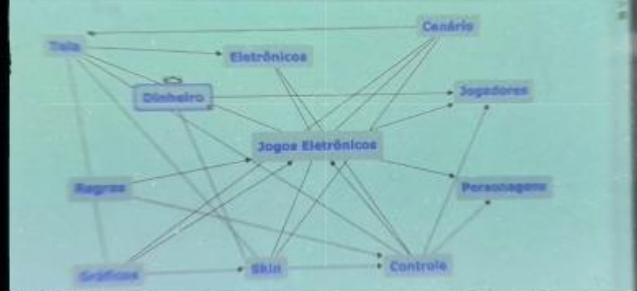 Cenário
Tela
Eletrônicos
Dinheiro
Jogadores
Jogos Eletrônicos
Regras
Personagens
Gráficos
Skin
Controle